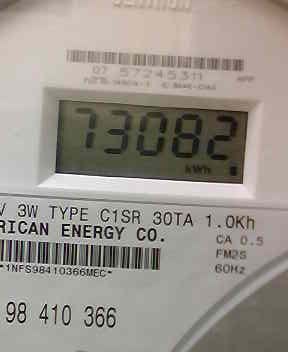 07 57245311
APP
73082
kWh
V 3W TYPE C1SR 30TA 1.0Kh
RICAN ENERGY CO.
CA 0.5
FM2S
60Hz
*1NFS98410366MEC*
98 410 366